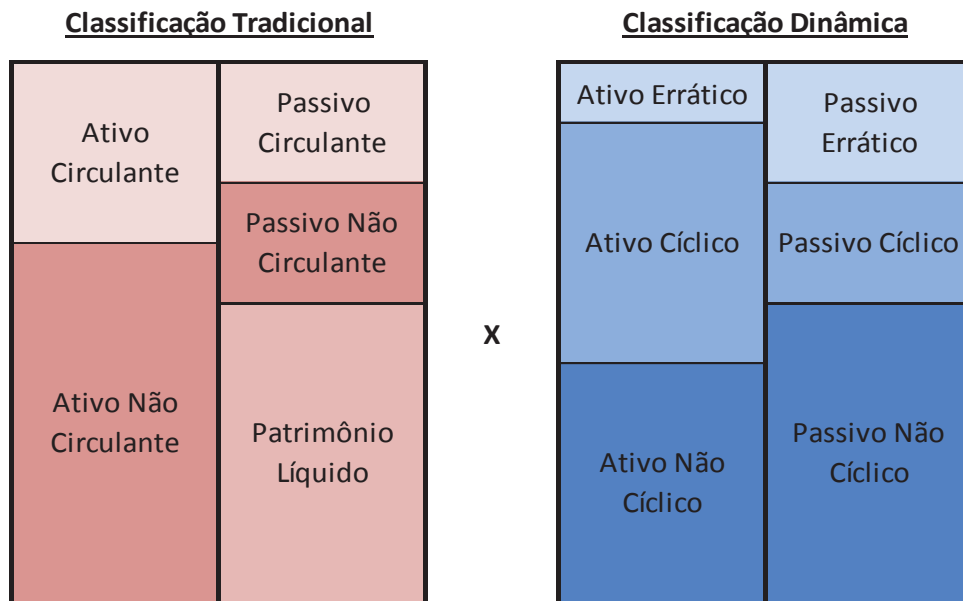 Classificação Tradicional
Ativo
Circulante
Passivo
Circulante
Passivo Não
Circulante
Ativo Não
Circulante
Patrimônio
Líquido
X
Classificação Dinâmica
Ativo Errático
Passivo
Errático
Ativo Cíclico
Passivo Cíclico
Ativo Não
Cíclico
Passivo Não
Cíclico